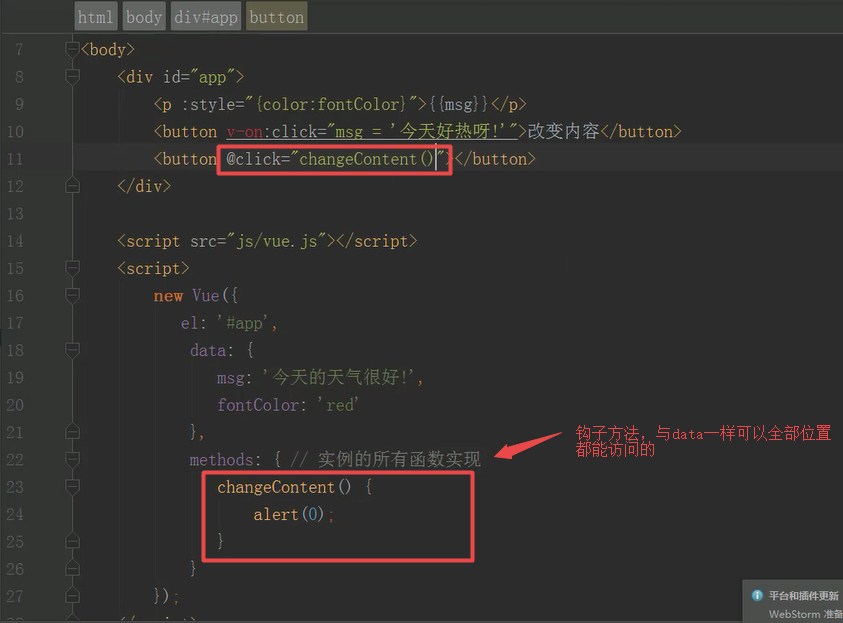 html body div#app button
7 <body>
8 <div id="app">
9 <p :style="{color:fontColor}">{{msg}}</p>
10 <button v-on:click="msg = '今天好热呀!'">改变内容</button>
11 <button @click="changeContent()"></button>
12 </div>
13
14 <script src="js/vue.js"></script>
15 <script>
16 new Vue({
17 el: '#app',
18 data: {
19 msg: '今天的天气很好!',
20 fontColor: 'red'
21 },
22 methods: { // 实例的所有函数实现
钩子方法，与data一样可以全部位置
都能访问的
23 changeContent() {
24 alert(0);
25 }
26 }
27 });
平台和插件更新
WebStorm 准备